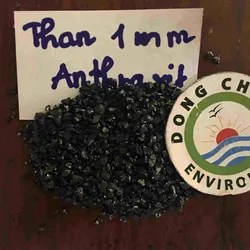 Than 1 mm
Anthraxit
DONG CH
ENVIRO